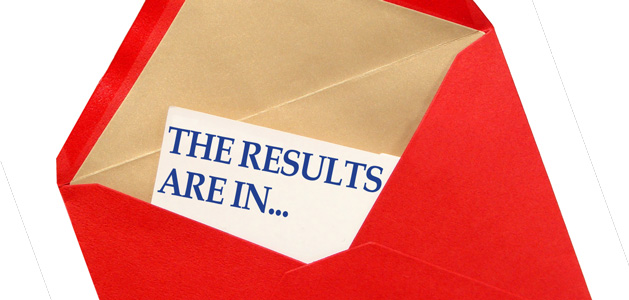 THE RESULTS
ARE IN...